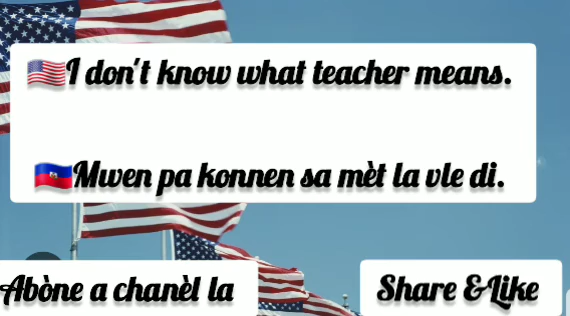 I don't know what teacher means.
Mwen pa konnen sa mèt la vle di.
Abòne a chanèl la
Share & Like